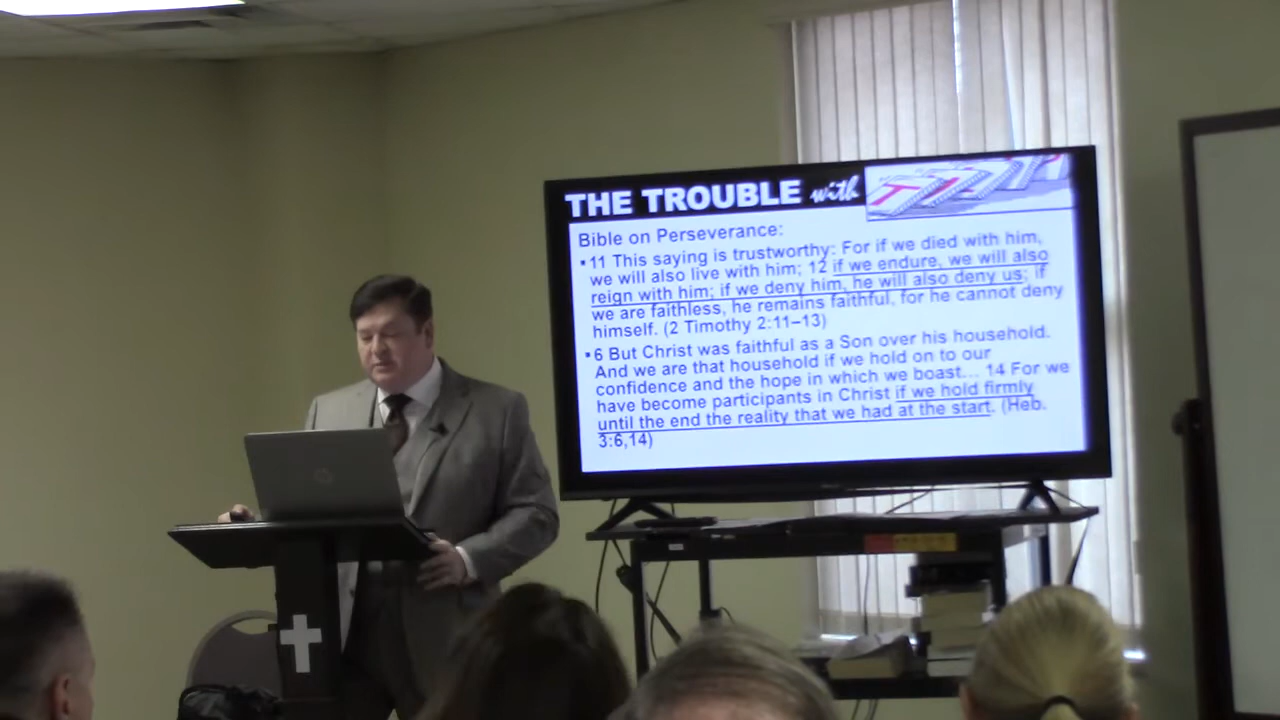 THE TROUBLE with
Bible on Perseverance:
▪11 This saying is trustworthy: For if we died with him,
we will also live with him; 12 if we endure, we will also
reign with him; if we deny him, he will also deny us; if
we are faithless, he remains faithful, for he cannot deny
himself. (2 Timothy 2:11–13)
▪6 But Christ was faithful as a Son over his household.
And we are that household if we hold on to our
confidence and the hope in which we boast... 14 For we
have become participants in Christ if we hold firmly
until the end the reality that we had at the start. (Heb.
3:6,14)